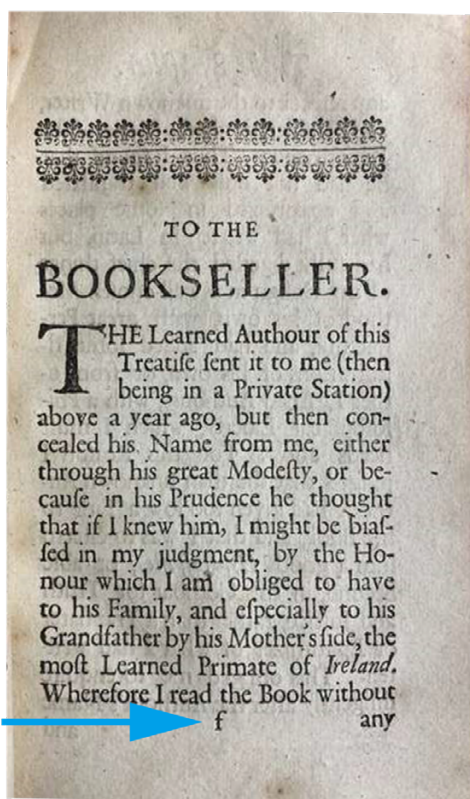 TO THE
BOOKSELLER.
THE Learned Authour of this
Treatiſe ſent it to me (then
being in a Private Station)
above a year ago, but then con-
cealed his Name from me, either
through his great Modeſty, or be-
cauſe in his Prudence he thought
that if I knew him, I might be biaſ-
ſed in my judgment, by the Ho-
nour which I am obliged to have
to his Family, and eſpecially to his
Grandfather by his Mother's ſide, the
moſt Learned Primate of Ireland.
Wherefore I read the Book without
f any